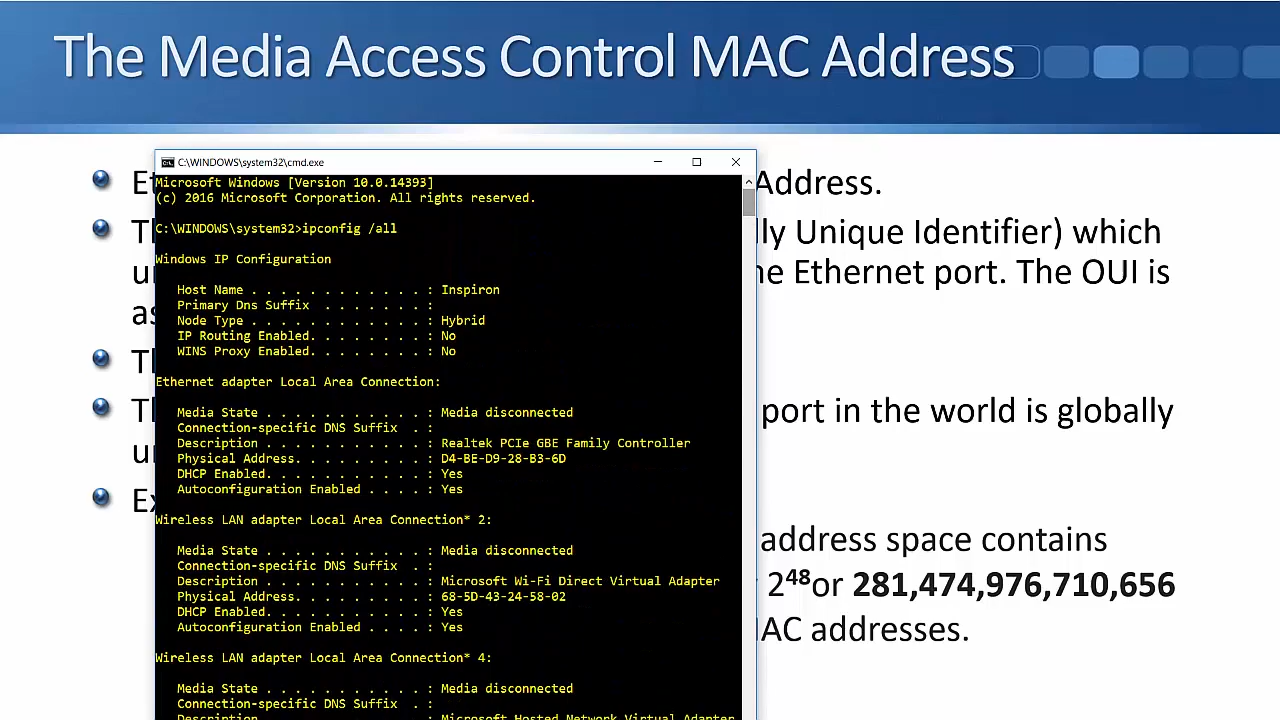 The Media Access Control MAC Address
C:\WINDOWS\system32\cmd.exe
Microsoft Windows [Version 10.0.14393]
(c) 2016 Microsoft Corporation. All rights reserved.
C:\WINDOWS\system32>ipconfig /all
Windows IP Configuration
Host Name . . . . . . . . . . . . : Inspiron
Primary Dns Suffix . . . . . . . :
Node Type . . . . . . . . . . . . : Hybrid
IP Routing Enabled. . . . . . . . : No
WINS Proxy Enabled. . . . . . . . : No
Ethernet adapter Local Area Connection:
Media State . . . . . . . . . . . : Media disconnected
Connection-specific DNS Suffix . :
Description . . . . . . . . . . . : Realtek PCIe GBE Family Controller
Physical Address. . . . . . . . . : D4-BE-D9-28-B3-6D
DHCP Enabled. . . . . . . . . . . : Yes
Autoconfiguration Enabled . . . . : Yes
Wireless LAN adapter Local Area Connection* 2:
Media State . . . . . . . . . . . : Media disconnected
Connection-specific DNS Suffix . :
Description . . . . . . . . . . . : Microsoft Wi-Fi Direct Virtual Adapter
Physical Address. . . . . . . . . : 68-5D-43-24-58-02
DHCP Enabled. . . . . . . . . . . : Yes
Autoconfiguration Enabled . . . . : Yes
Wireless LAN adapter Local Area Connection* 4:
Media State . . . . . . . . . . . : Media disconnected
Connection-specific DNS Suffix . :
Description . . . . . . . . . . . : Microsoft Hosted Network Virtual Adapter
Address.
Unique Identifier) which
Ethernet port. The OUI is
port in the world is globally
address space contains
2⁴⁸or 281,474,976,710,656
addresses.